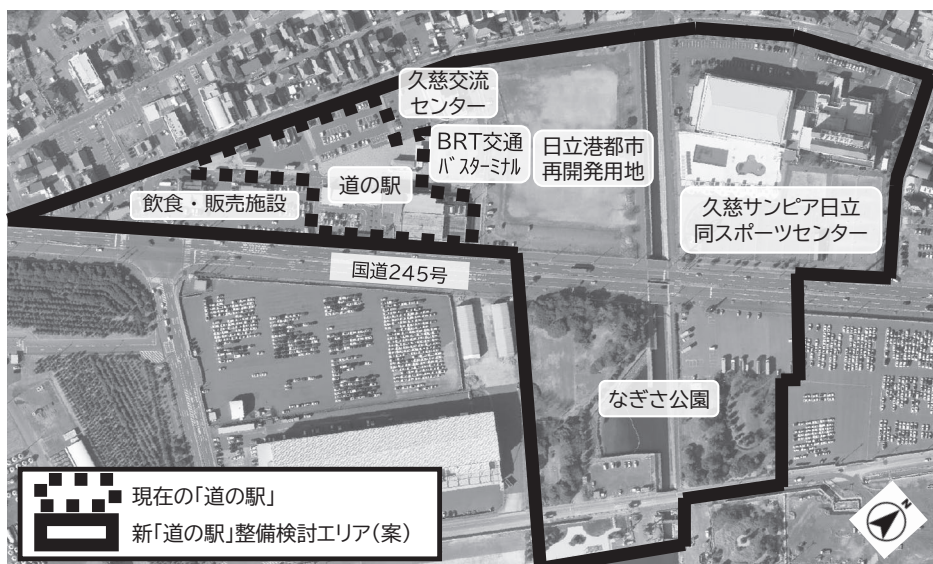 久慈交流
センター
BRT交通
バスターミナル
日立港都市
再開発用地
道の駅
飲食・販売施設
久慈サンピア日立
同スポーツセンター
国道245号
なぎさ公園
現在の「道の駅」
新「道の駅」整備検討エリア(案)
N